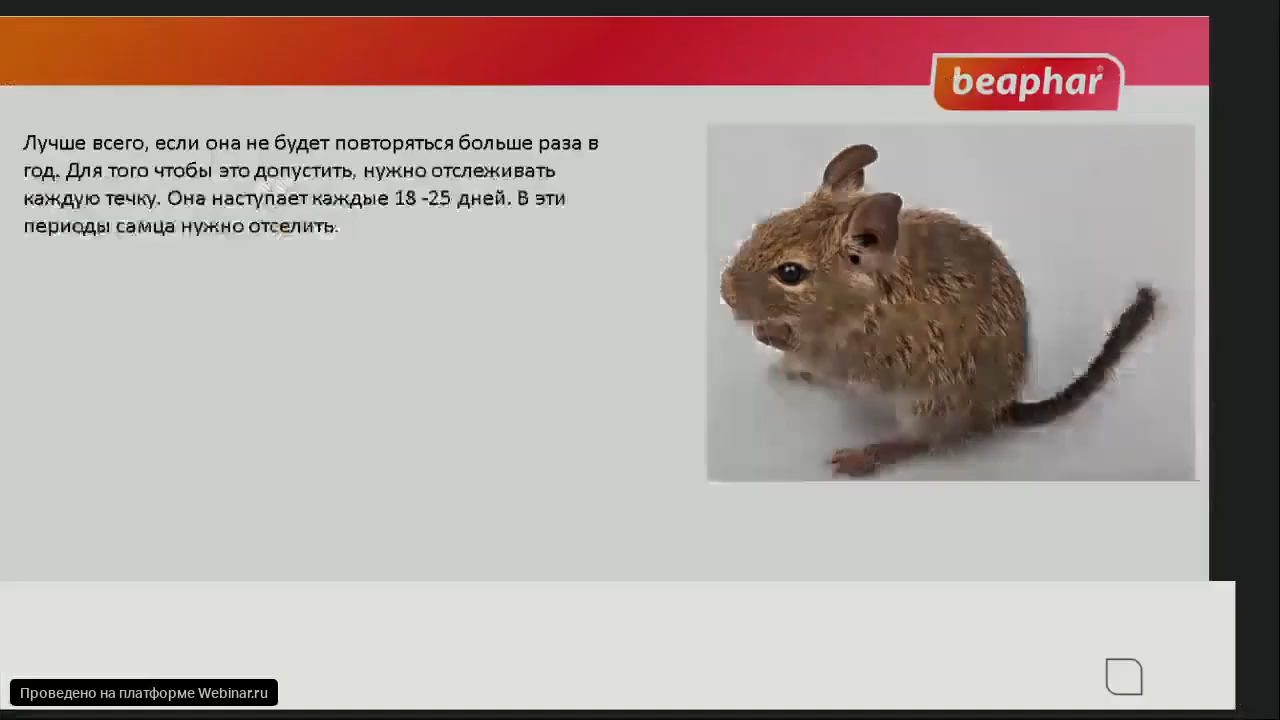 beaphar®
Лучше всего, если она не будет повторяться больше раза в
год. Для того чтобы это допустить, нужно отслеживать
каждую течку. Она наступает каждые 18 -25 дней. В эти
периоды самца нужно отселить.
Проведено на платформе Webinar.ru